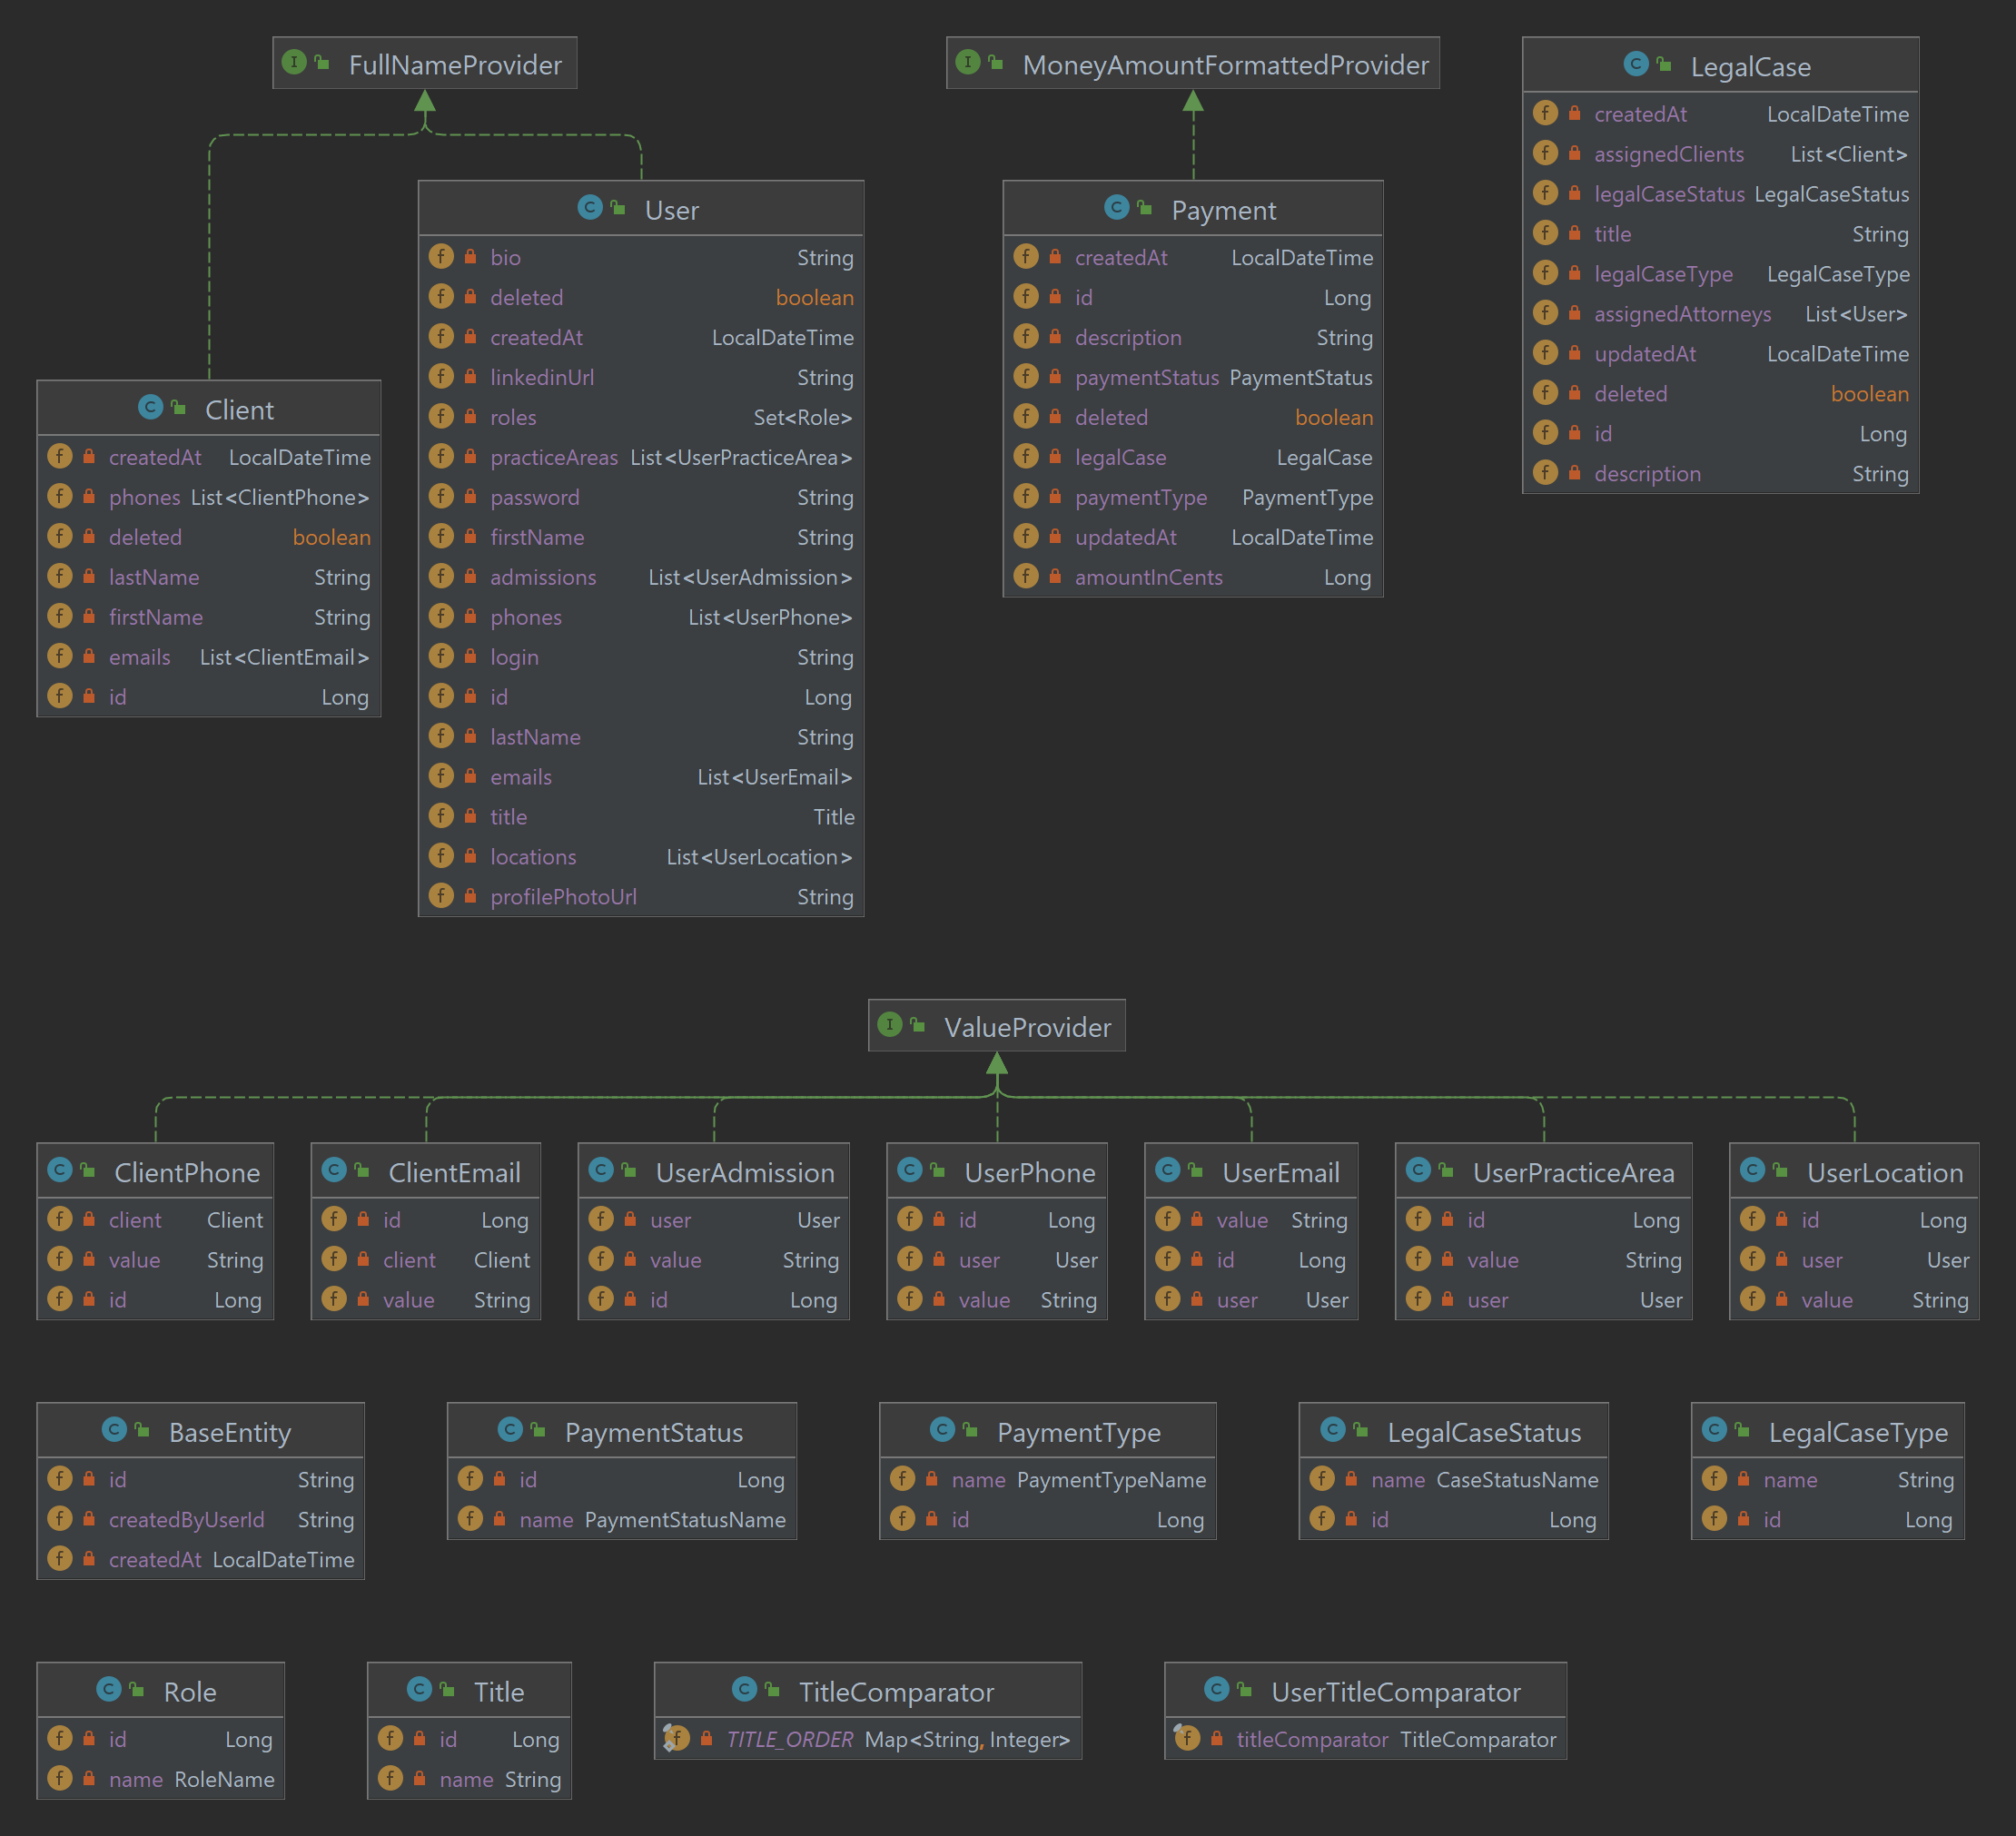 FullNameProvider
MoneyAmountFormattedProvider
LegalCase
createdAt LocalDateTime
assignedClients List<Client>
legalCaseStatus LegalCaseStatus
title String
legalCaseType LegalCaseType
assignedAttorneys List<User>
updatedAt LocalDateTime
deleted boolean
id Long
description String
User
bio String
deleted boolean
createdAt LocalDateTime
linkedinUrl String
roles Set<Role>
practiceAreas List<UserPracticeArea>
password String
firstName String
admissions List<UserAdmission>
phones List<UserPhone>
login String
id Long
lastName String
emails List<UserEmail>
title Title
locations List<UserLocation>
profilePhotoUrl String
Payment
createdAt LocalDateTime
id Long
description String
paymentStatus PaymentStatus
deleted boolean
legalCase LegalCase
paymentType PaymentType
updatedAt LocalDateTime
amountInCents Long
Client
createdAt LocalDateTime
phones List<ClientPhone>
deleted boolean
lastName String
firstName String
emails List<ClientEmail>
id Long
ValueProvider
ClientPhone
client Client
value String
id Long
ClientEmail
id Long
client Client
value String
UserAdmission
user User
value String
id Long
UserPhone
id Long
user User
value String
UserEmail
value String
id Long
user User
UserPracticeArea
id Long
value String
user User
UserLocation
id Long
user User
value String
BaseEntity
id String
createdByUserId String
createdAt LocalDateTime
PaymentStatus
id Long
name PaymentStatusName
PaymentType
name PaymentTypeName
id Long
LegalCaseStatus
name CaseStatusName
id Long
LegalCaseType
name String
id Long
Role
id Long
name RoleName
Title
id Long
name String
TitleComparator
TITLE_ORDER Map<String, Integer>
UserTitleComparator
titleComparator TitleComparator